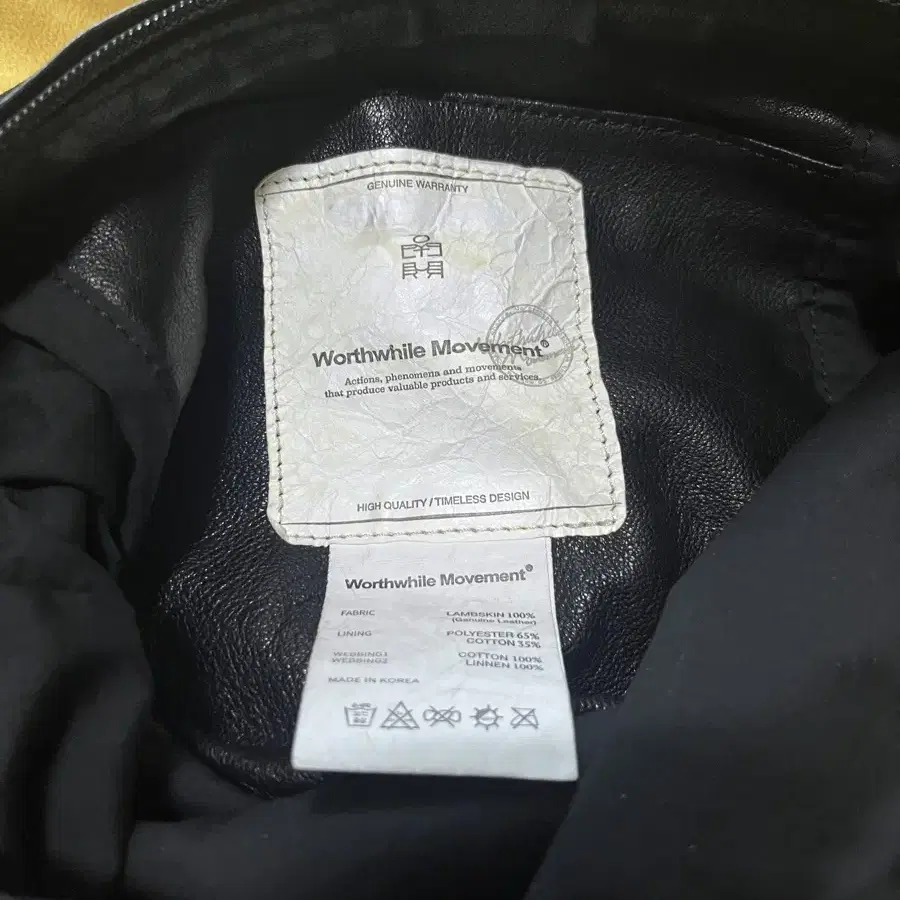 GENUINE WARRANTY
Worthwhile Movement®
Actions, phenomena and movements
that produce valuable products and services.
HIGH QUALITY / TIMELESS DESIGN
Worthwhile Movement®
FABRIC LAMBSKIN 100%
(Genuine Leather)
LINING POLYESTER 65%
COTTON 35%
WEBBING1 COTTON 100%
WEBBING2 LINNEN 100%
MADE IN KOREA